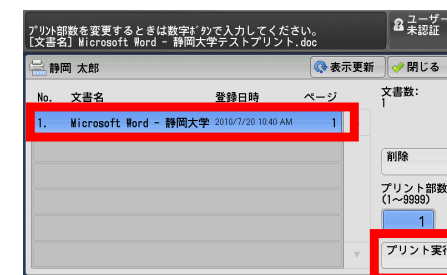 プリント部数を変更するときは数字ボタンで入力してください。
[文書名] Microsoft Word - 静岡大学テストプリント.doc
ユーザー
未認証
静岡 太郎
表示更新
閉じる
No. 文書名 登録日時 ページ
文書数:
1
1. Microsoft Word - 静岡大学 2010/7/20 10:40 AM 1
削除
プリント部数
(1~9999)
1
プリント実行